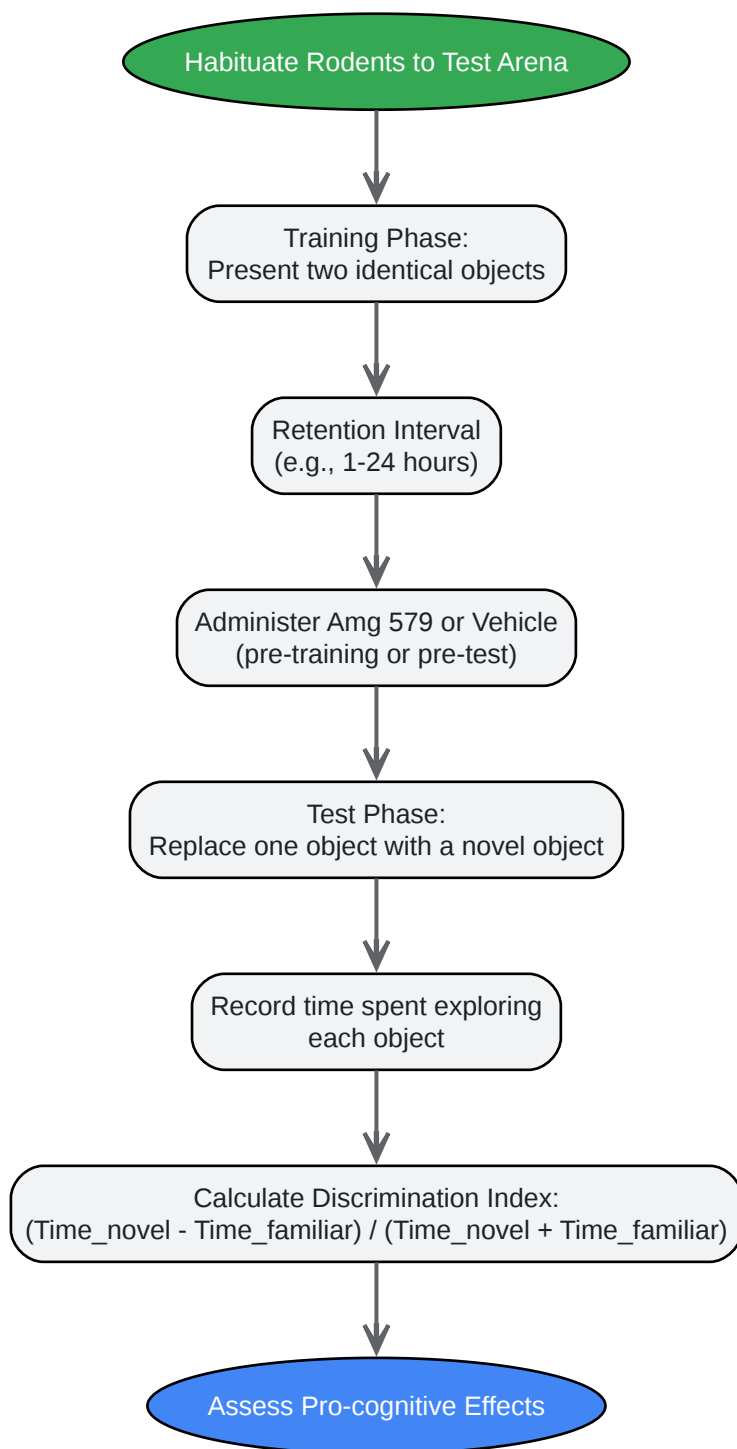 Habituate Rodents to Test Arena
Training Phase:
Present two identical objects
Retention Interval
(e.g., 1-24 hours)
Administer Amg 579 or Vehicle
(pre-training or pre-test)
Test Phase:
Replace one object with a novel object
Record time spent exploring
each object
Calculate Discrimination Index:
(Time_novel - Time_familiar) / (Time_novel + Time_familiar)
Assess Pro-cognitive Effects